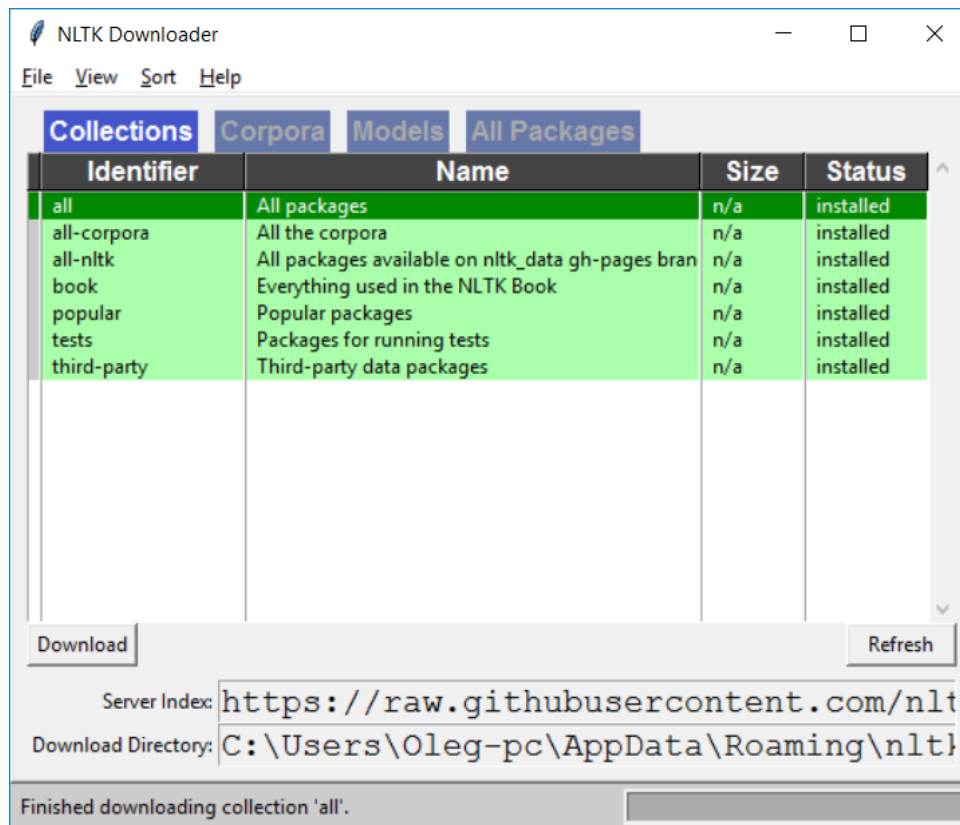 NLTK Downloader
File View Sort Help
Collections Corpora Models All Packages
Identifier Name Size Status
all All packages n/a installed
all-corpora All the corpora n/a installed
all-nltk All packages available on nltk_data gh-pages bran n/a installed
book Everything used in the NLTK Book n/a installed
popular Popular packages n/a installed
tests Packages for running tests n/a installed
third-party Third-party data packages n/a installed
Download Refresh
Server Index: https://raw.githubusercontent.com/nlt
Download Directory: C:\Users\Oleg-pc\AppData\Roaming\nltk
Finished downloading collection 'all'.